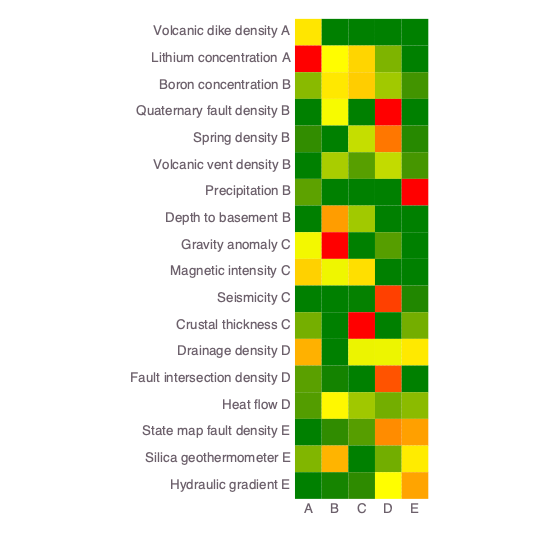 Volcanic dike density A
Lithium concentration A
Boron concentration B
Quaternary fault density B
Spring density B
Volcanic vent density B
Precipitation B
Depth to basement B
Gravity anomaly C
Magnetic intensity C
Seismicity C
Crustal thickness C
Drainage density D
Fault intersection density D
Heat flow D
State map fault density E
Silica geothermometer E
Hydraulic gradient E
A B C D E